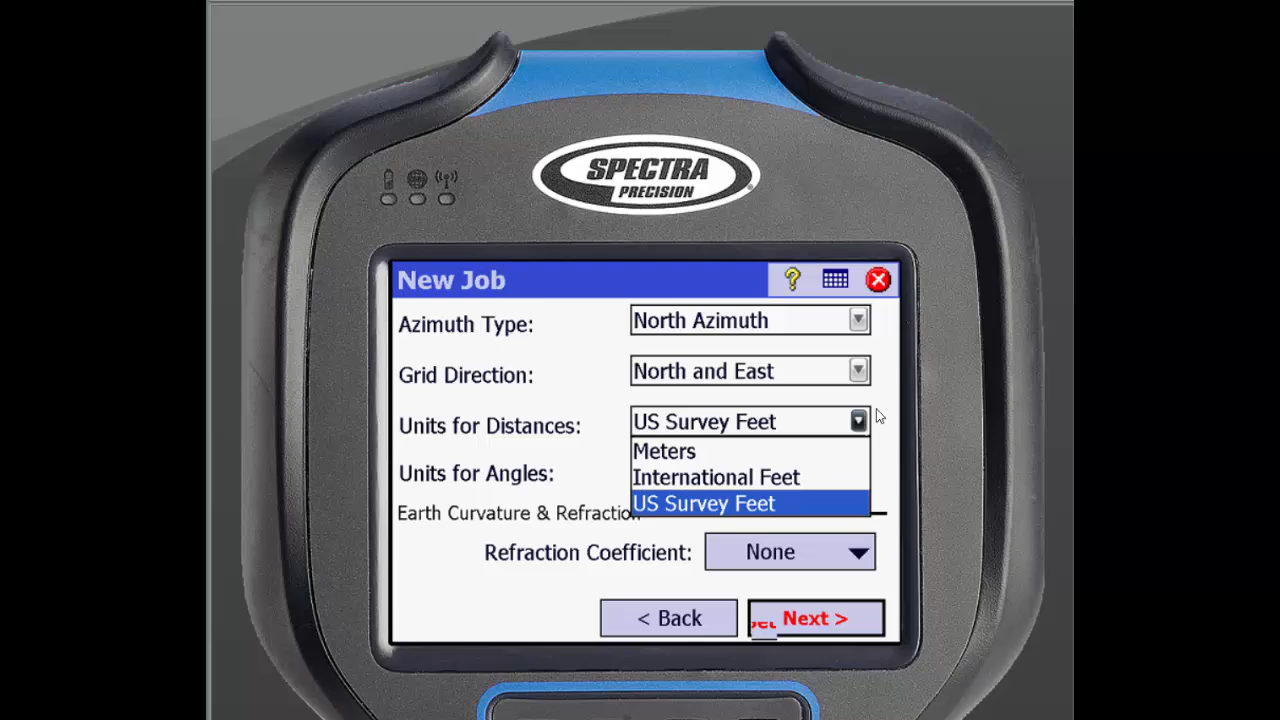 SPECTRA
PRECISION
New Job
Azimuth Type: North Azimuth
Grid Direction: North and East
Units for Distances: US Survey Feet
Meters
International Feet
US Survey Feet
Units for Angles:
Earth Curvature & Refraction
Refraction Coefficient: None
< Back
Next >